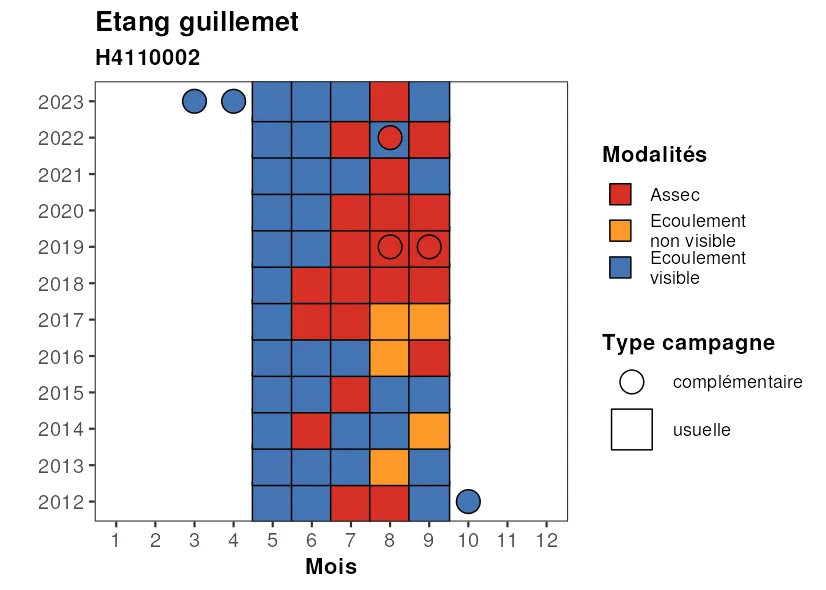 Etang guillemet
H4110002
2023
2022
2021
2020
2019
2018
2017
2016
2015
2014
2013
2012
1 2 3 4 5 6 7 8 9 10 11 12
Mois
Modalités
Assec
Ecoulement
non visible
Ecoulement
visible
Type campagne
complémentaire
usuelle